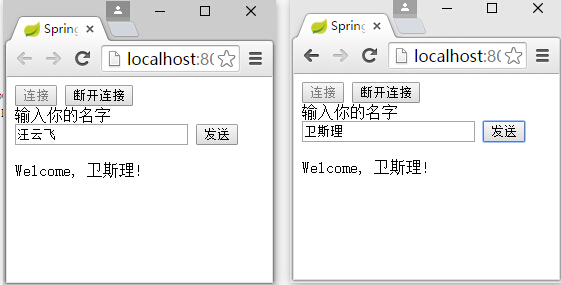 Spring
localhost:80
连接 断开连接
输入你的名字
汪云飞 发送
Welcome, 卫斯理!
Spring
localhost:80
连接 断开连接
输入你的名字
卫斯理 发送
Welcome, 卫斯理!